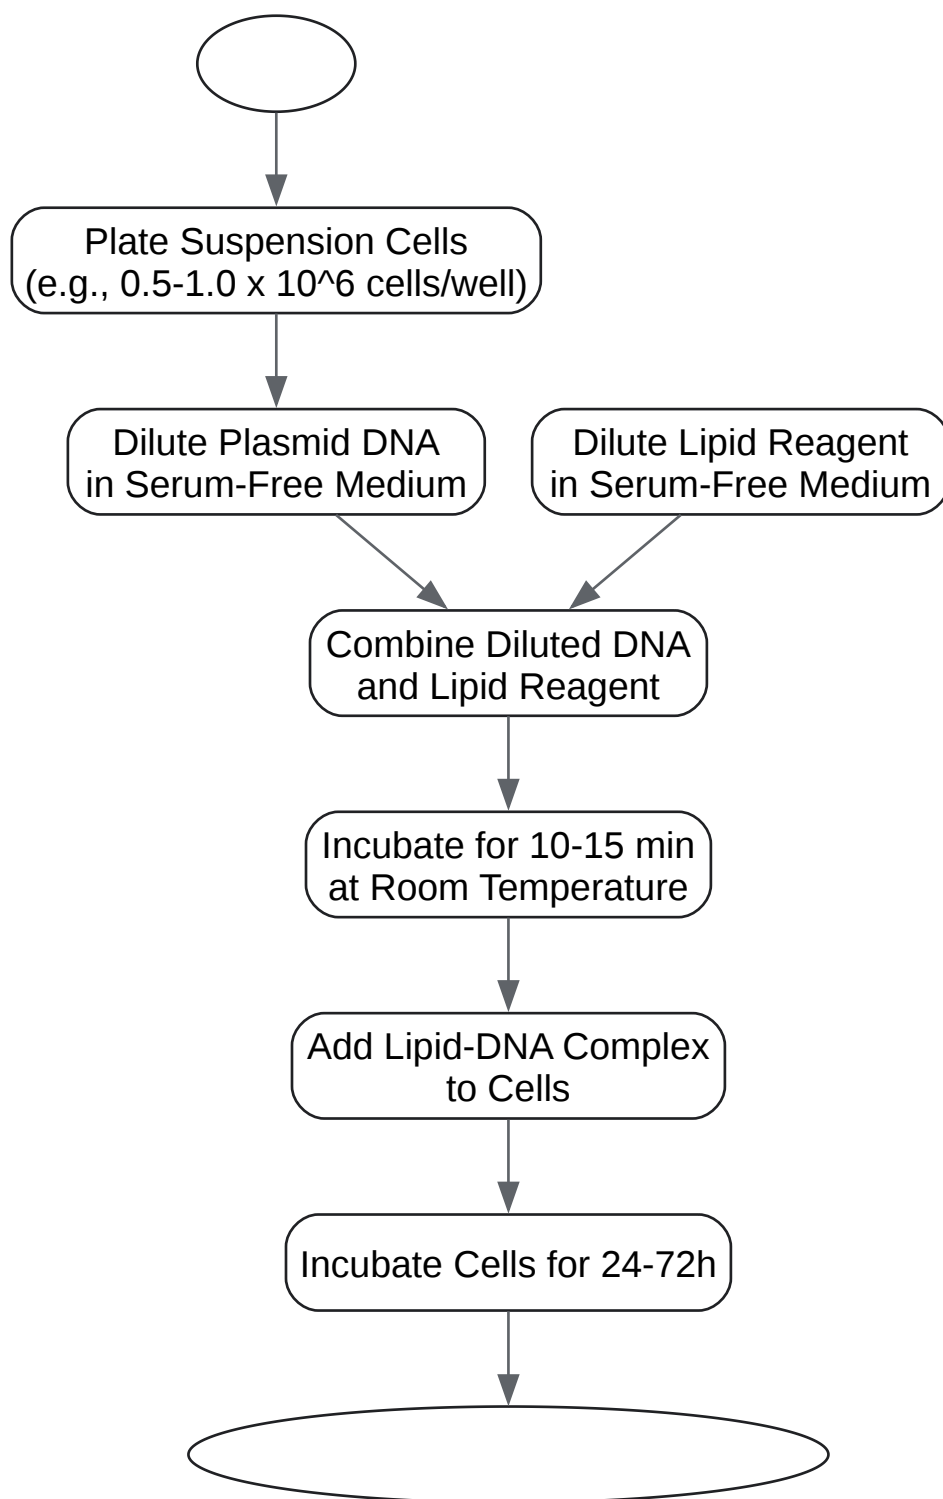 Plate Suspension Cells
(e.g., 0.5-1.0 x 10^6 cells/well)
Dilute Plasmid DNA
in Serum-Free Medium
Dilute Lipid Reagent
in Serum-Free Medium
Combine Diluted DNA
and Lipid Reagent
Incubate for 10-15 min
at Room Temperature
Add Lipid-DNA Complex
to Cells
Incubate Cells for 24-72h